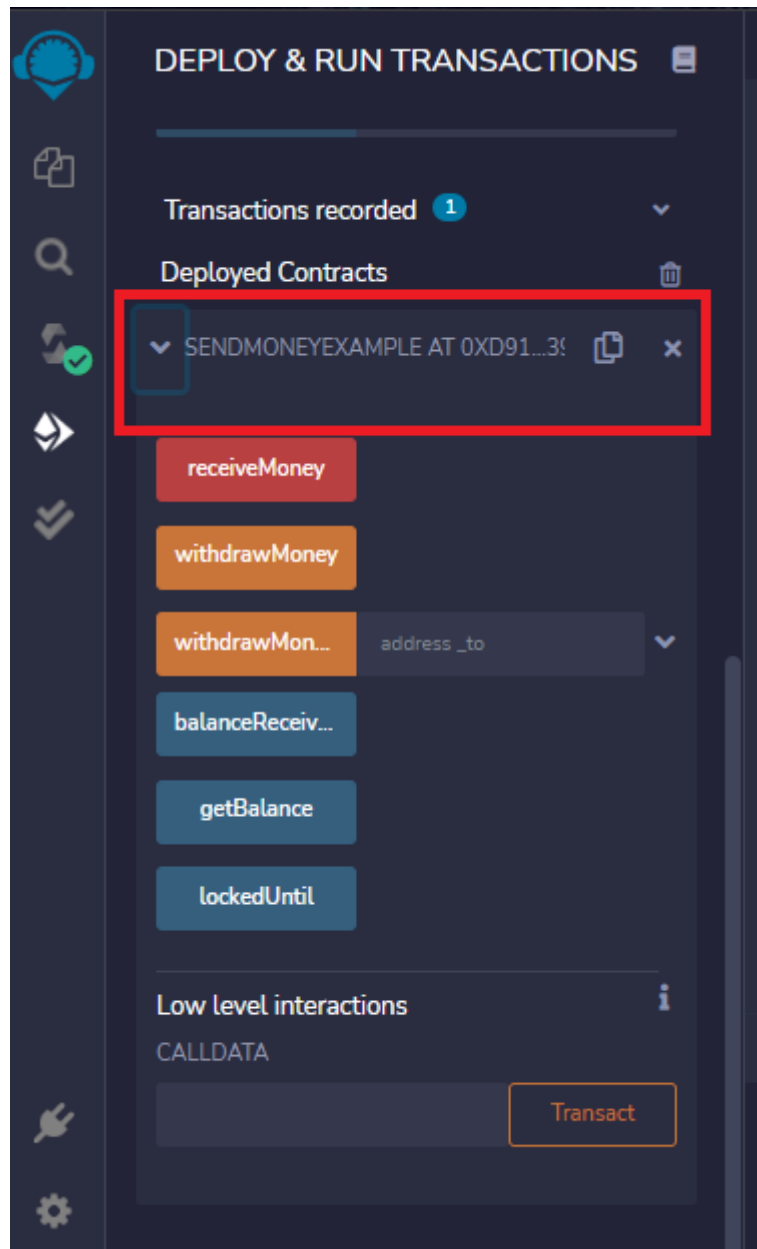 DEPLOY & RUN TRANSACTIONS
Transactions recorded 1
Deployed Contracts
SENDMONEYEXAMPLE AT 0XD91...39
receiveMoney
withdrawMoney
withdrawMon... address _to
balanceReceiv...
getBalance
lockedUntil
Low level interactions
CALLDATA
Transact